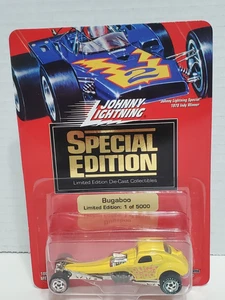 Johnny Lightning Special
1970 Indy Winner
2
JOHNNY
LIGHTNING
SPECIAL
EDITION
Limited Edition Die-Cast Collectibles
Bugaboo
Limited Edition: 1 of 5000